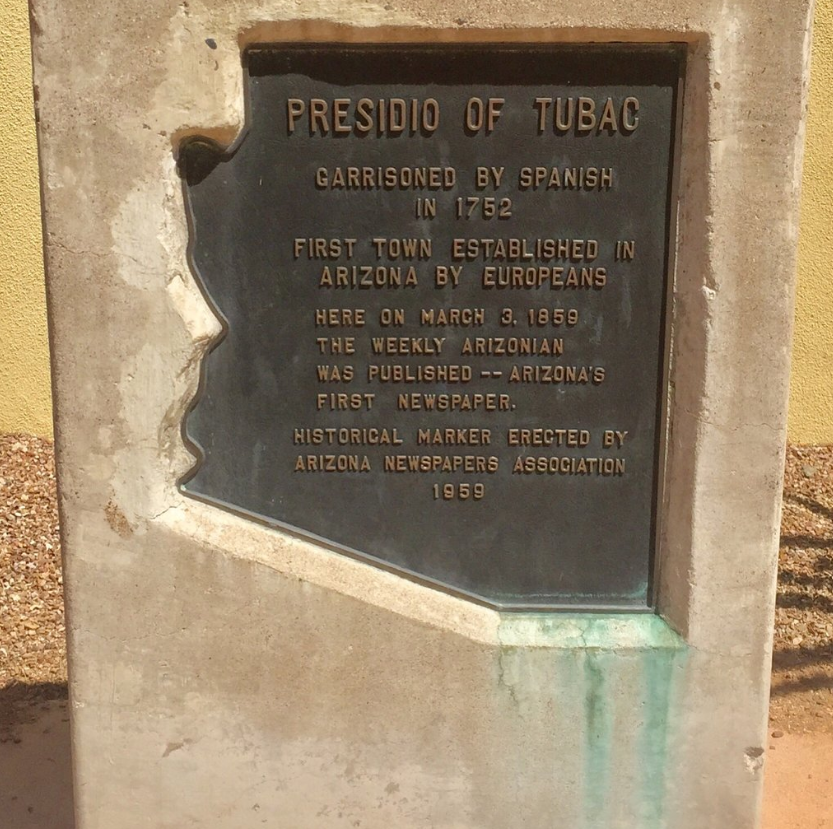 PRESIDIO OF TUBAC
GARRISONED BY SPANISH
IN 1752
FIRST TOWN ESTABLISHED IN
ARIZONA BY EUROPEANS
HERE ON MARCH 3, 1859
THE WEEKLY ARIZONIAN
WAS PUBLISHED -- ARIZONA'S
FIRST NEWSPAPER.
HISTORICAL MARKER ERECTED BY
ARIZONA NEWSPAPERS ASSOCIATION
1959